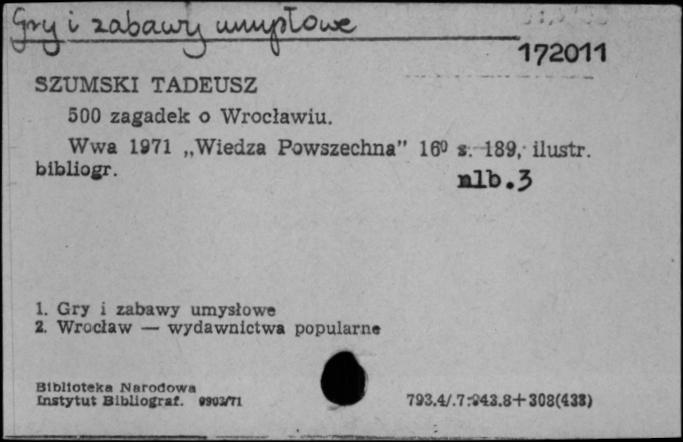 Gry i zabawy umysłowe
172011
SZUMSKI TADEUSZ
500 zagadek o Wrocławiu.
Wwa 1971 „Wiedza Powszechna” 16⁰ s. 189, ilustr.
bibliogr.
nlb.3
1. Gry i zabawy umysłowe
2. Wrocław — wydawnictwa popularne
Biblioteka Narodowa
Instytut Bibliograf. 9903/71
793.4/.7:943.8+308(438)